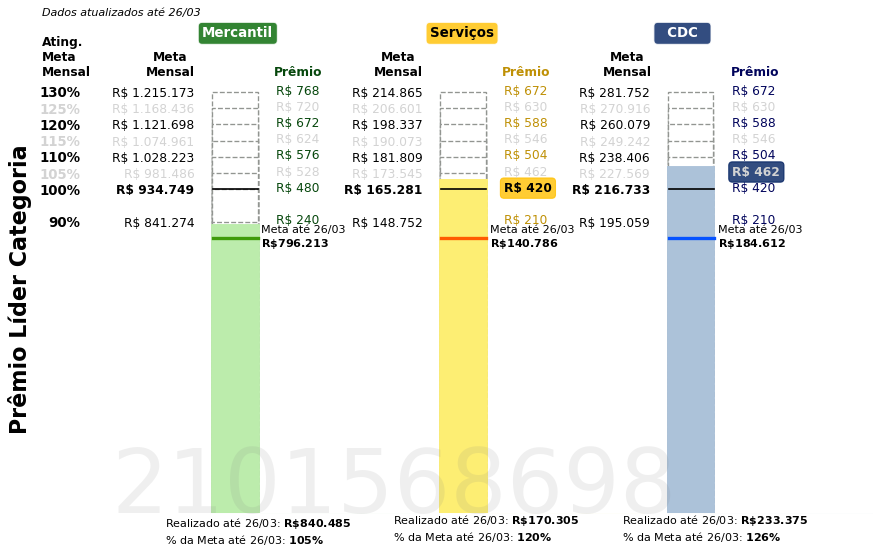 Dados atualizados até 26/03
Mercantil Serviços CDC
Ating. Meta Mensal Meta Mensal Prêmio Meta Mensal Prêmio Meta Mensal Prêmio
130% R$ 1.215.173 R$ 768 R$ 214.865 R$ 672 R$ 281.752 R$ 672
125% R$ 1.168.436 R$ 720 R$ 206.601 R$ 630 R$ 270.916 R$ 630
120% R$ 1.121.698 R$ 672 R$ 198.337 R$ 588 R$ 260.079 R$ 588
115% R$ 1.074.961 R$ 624 R$ 190.073 R$ 546 R$ 249.242 R$ 546
110% R$ 1.028.223 R$ 576 R$ 181.809 R$ 504 R$ 238.406 R$ 504
105% R$ 981.486 R$ 528 R$ 173.545 R$ 462 R$ 227.569 R$ 462
100% R$ 934.749 R$ 480 R$ 165.281 R$ 420 R$ 216.733 R$ 420
90% R$ 841.274 R$ 240 R$ 148.752 R$ 210 R$ 195.059 R$ 210
Meta até 26/03 Meta até 26/03 Meta até 26/03
R$796.213 R$140.786 R$184.612
Prêmio Líder Categoria
2101568698
Realizado até 26/03: R$840.485 Realizado até 26/03: R$170.305 Realizado até 26/03: R$233.375
% da Meta até 26/03: 105% % da Meta até 26/03: 120% % da Meta até 26/03: 126%